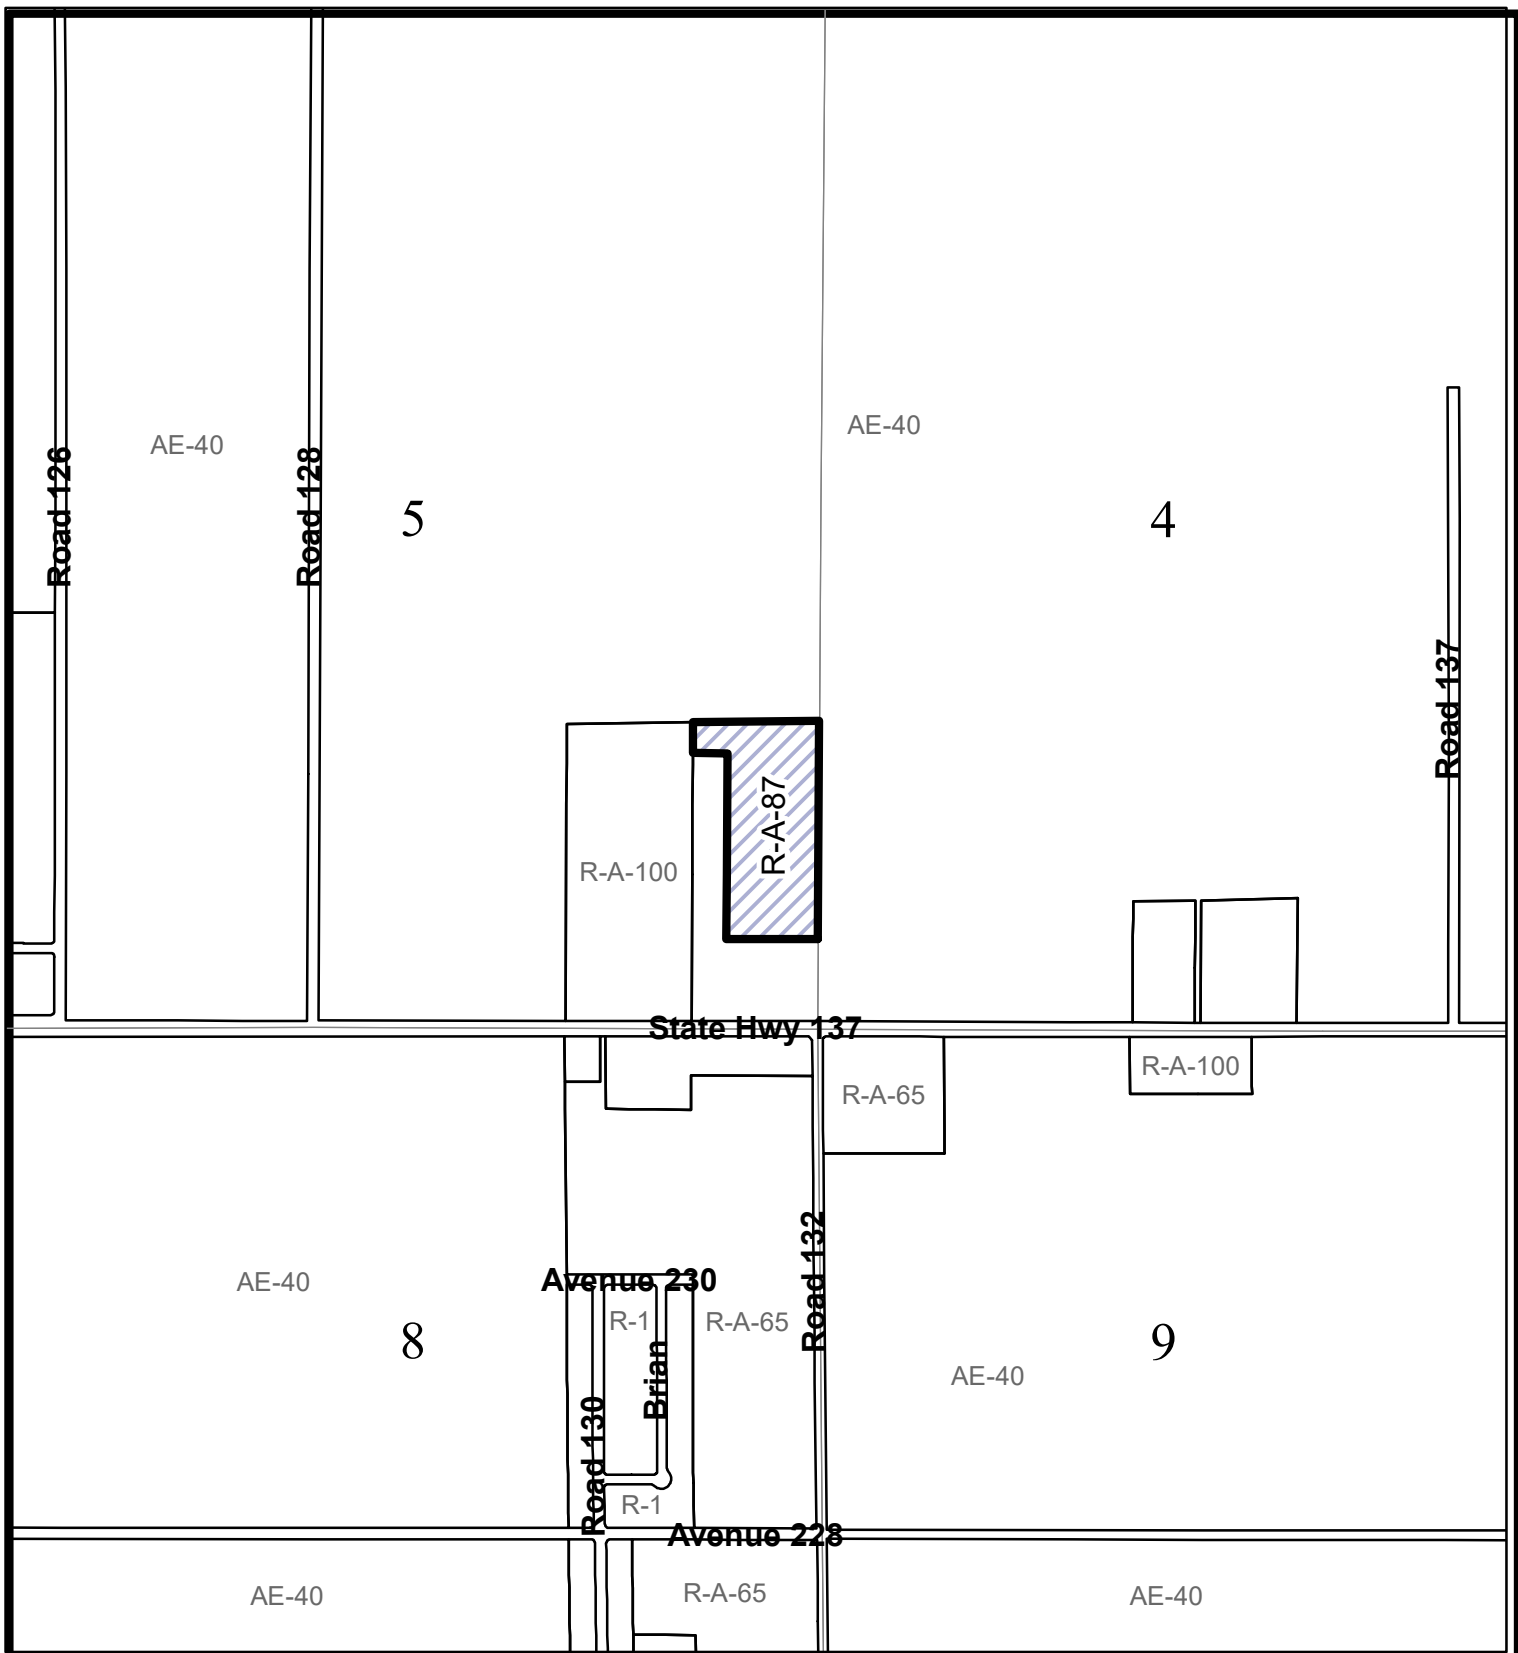 AE-40
AE-40
Road 126
Road 128
5
4
Road 137
R-A-87
R-A-100
State Hwy 137
R-A-100
R-A-65
Road 132
AE-40
Avenue 230
R-1
R-A-65
8
9
Brian
AE-40
Road 130
R-1
Avenue 228
AE-40
R-A-65
AE-40